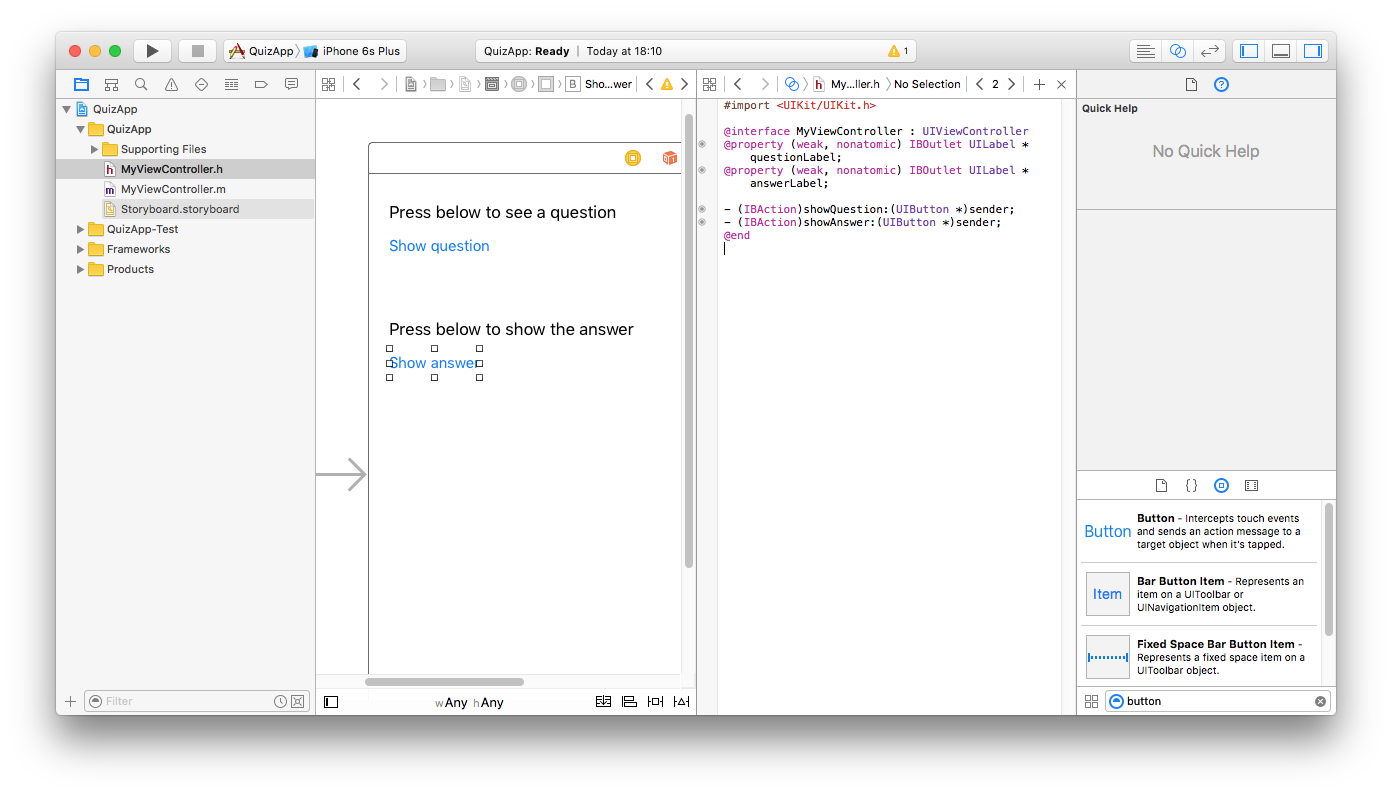 QuizApp iPhone 6s Plus
QuizApp: Ready | Today at 18:10
1
B Sho...wer
h My...ller.h No Selection
2
QuizApp
QuizApp
Supporting Files
h MyViewController.h
m MyViewController.m
Storyboard.storyboard
QuizApp-Test
Frameworks
Products
Filter
Press below to see a question
Show question
Press below to show the answer
Show answer
wAny hAny
#import <UIKit/UIKit.h>
@interface MyViewController : UIViewController
@property (weak, nonatomic) IBOutlet UILabel *
questionLabel;
@property (weak, nonatomic) IBOutlet UILabel *
answerLabel;
- (IBAction)showQuestion:(UIButton *)sender;
- (IBAction)showAnswer:(UIButton *)sender;
@end
Quick Help
No Quick Help
{}
Button
Button - Intercepts touch events
and sends an action message to a
target object when it's tapped.
Item
Bar Button Item - Represents an
item on a UIToolbar or
UINavigationItem object.
Fixed Space Bar Button Item -
Represents a fixed space item on a
UIToolbar object.
button